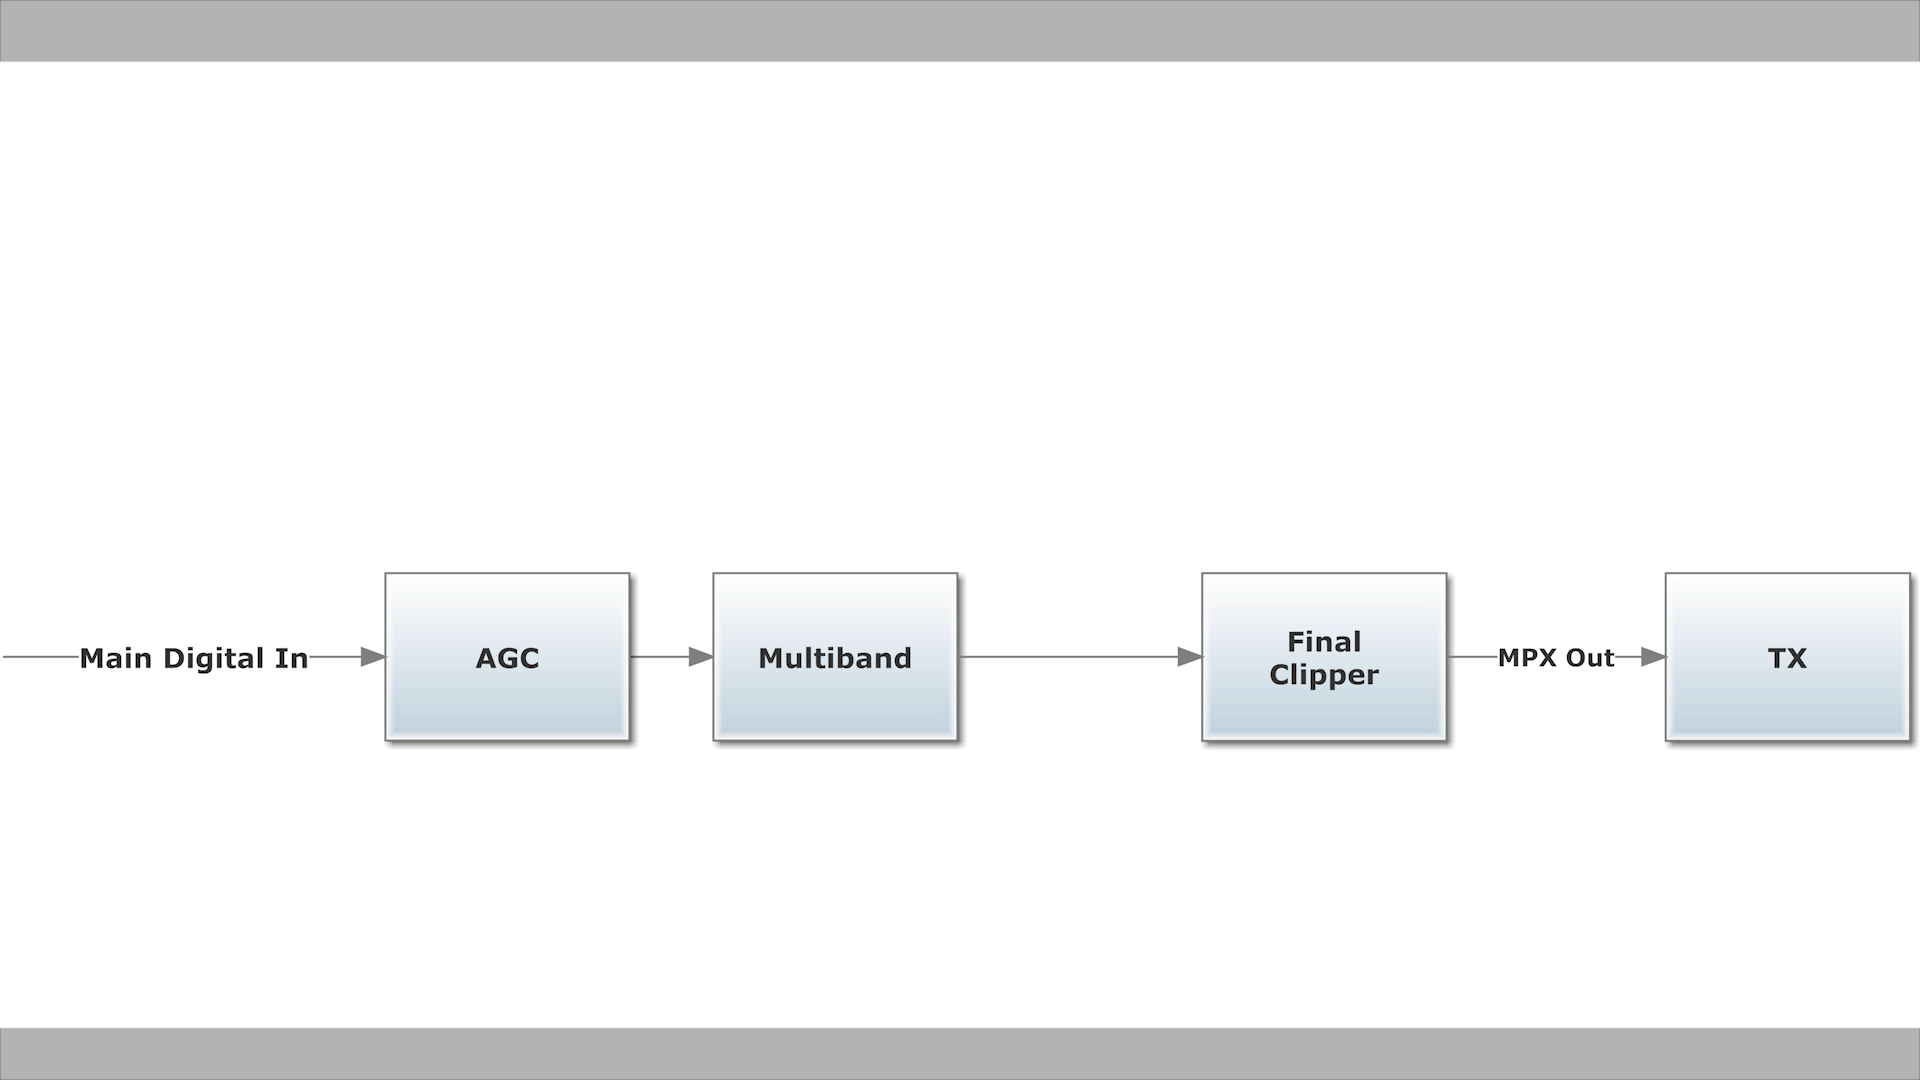 Main Digital In
AGC
Multiband
Final
Clipper
MPX Out
TX